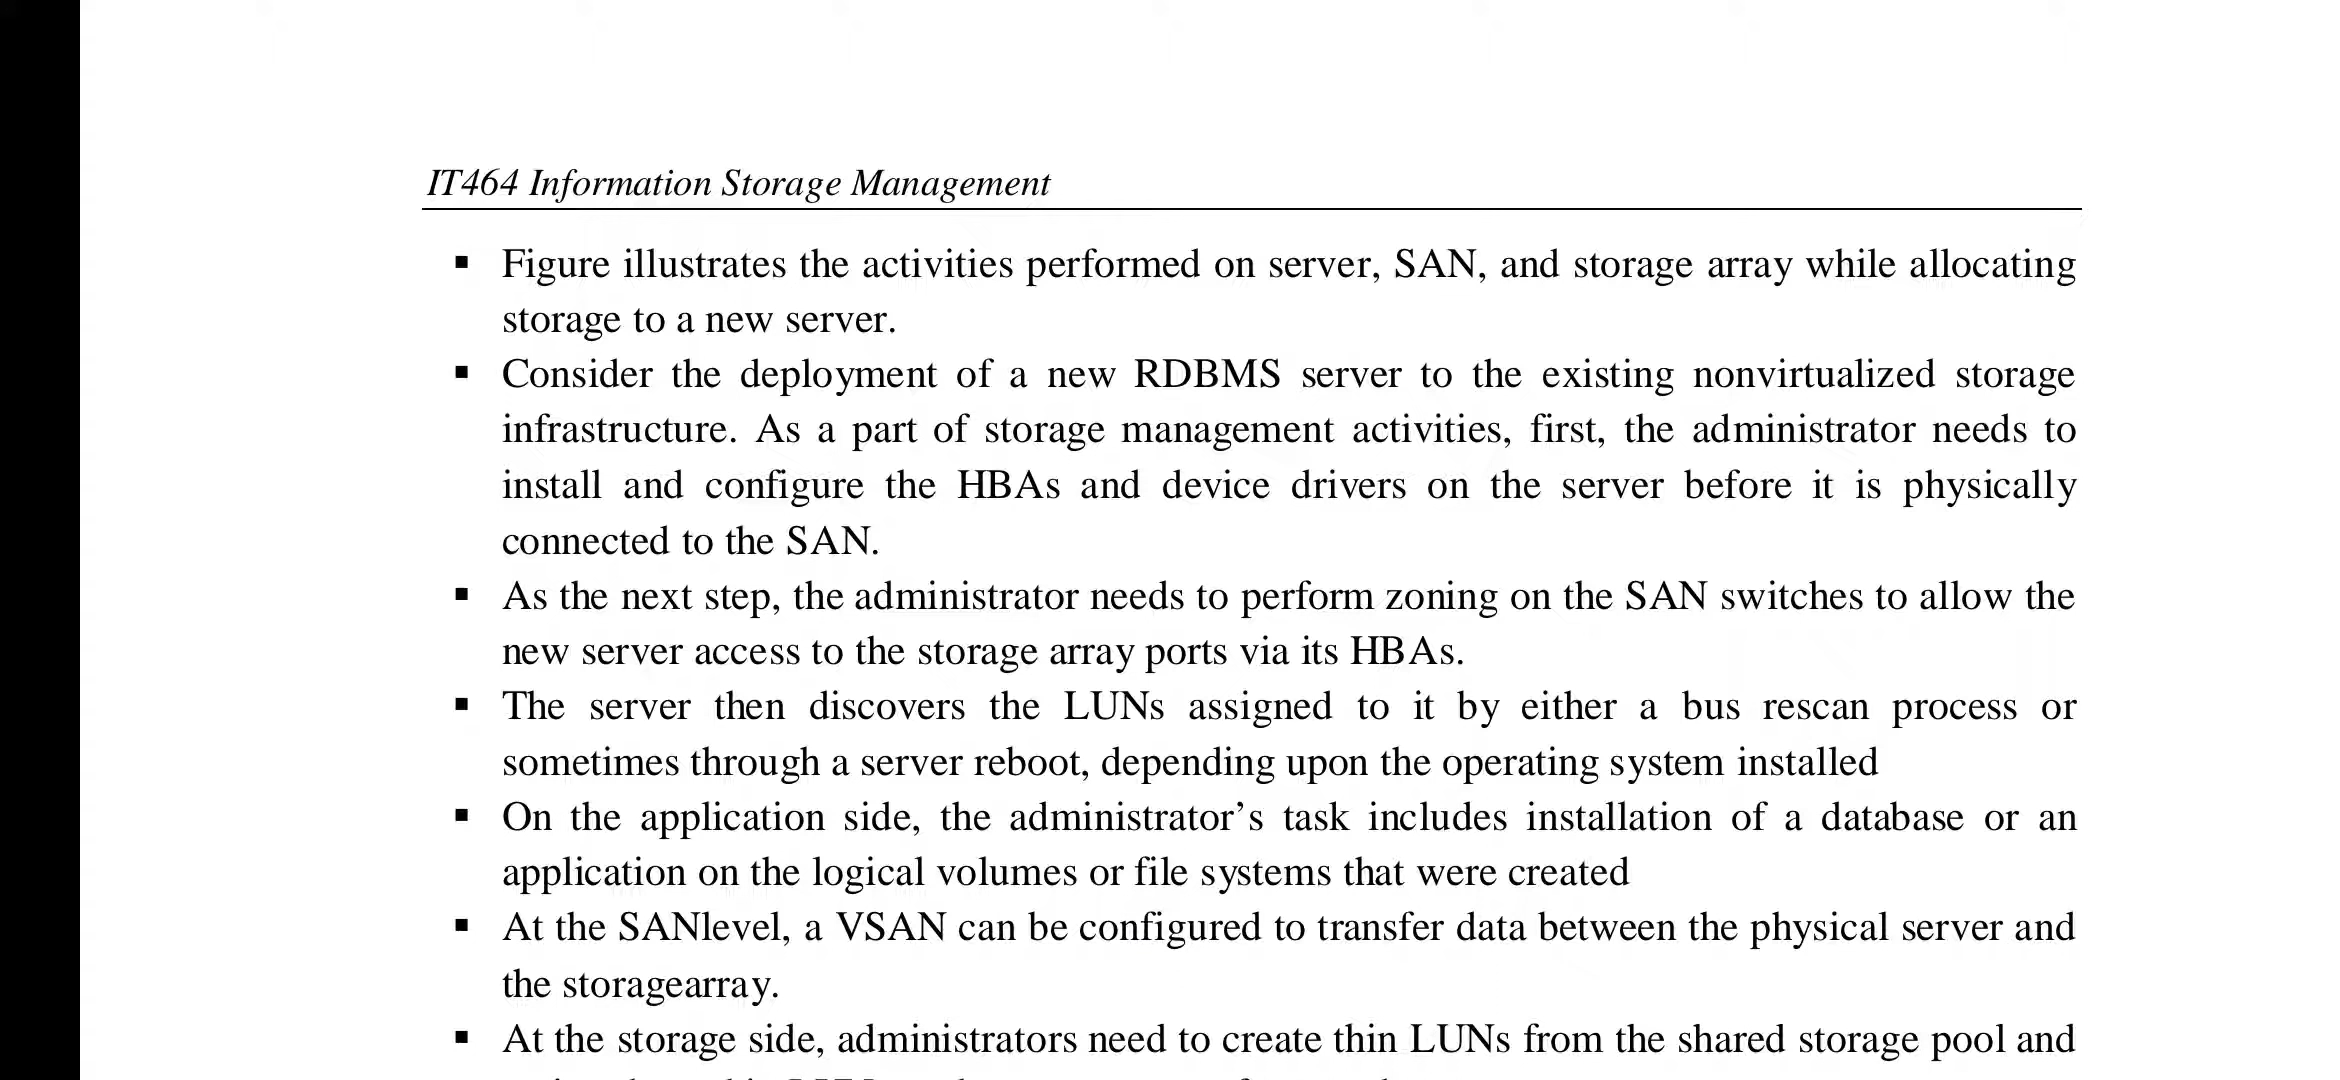 IT464 Information Storage Management
▪ Figure illustrates the activities performed on server, SAN, and storage array while allocating
storage to a new server.
▪ Consider the deployment of a new RDBMS server to the existing nonvirtualized storage
infrastructure. As a part of storage management activities, first, the administrator needs to
install and configure the HBAs and device drivers on the server before it is physically
connected to the SAN.
▪ As the next step, the administrator needs to perform zoning on the SAN switches to allow the
new server access to the storage array ports via its HBAs.
▪ The server then discovers the LUNs assigned to it by either a bus rescan process or
sometimes through a server reboot, depending upon the operating system installed
▪ On the application side, the administrator’s task includes installation of a database or an
application on the logical volumes or file systems that were created
▪ At the SANlevel, a VSAN can be configured to transfer data between the physical server and
the storagearray.
▪ At the storage side, administrators need to create thin LUNs from the shared storage pool and